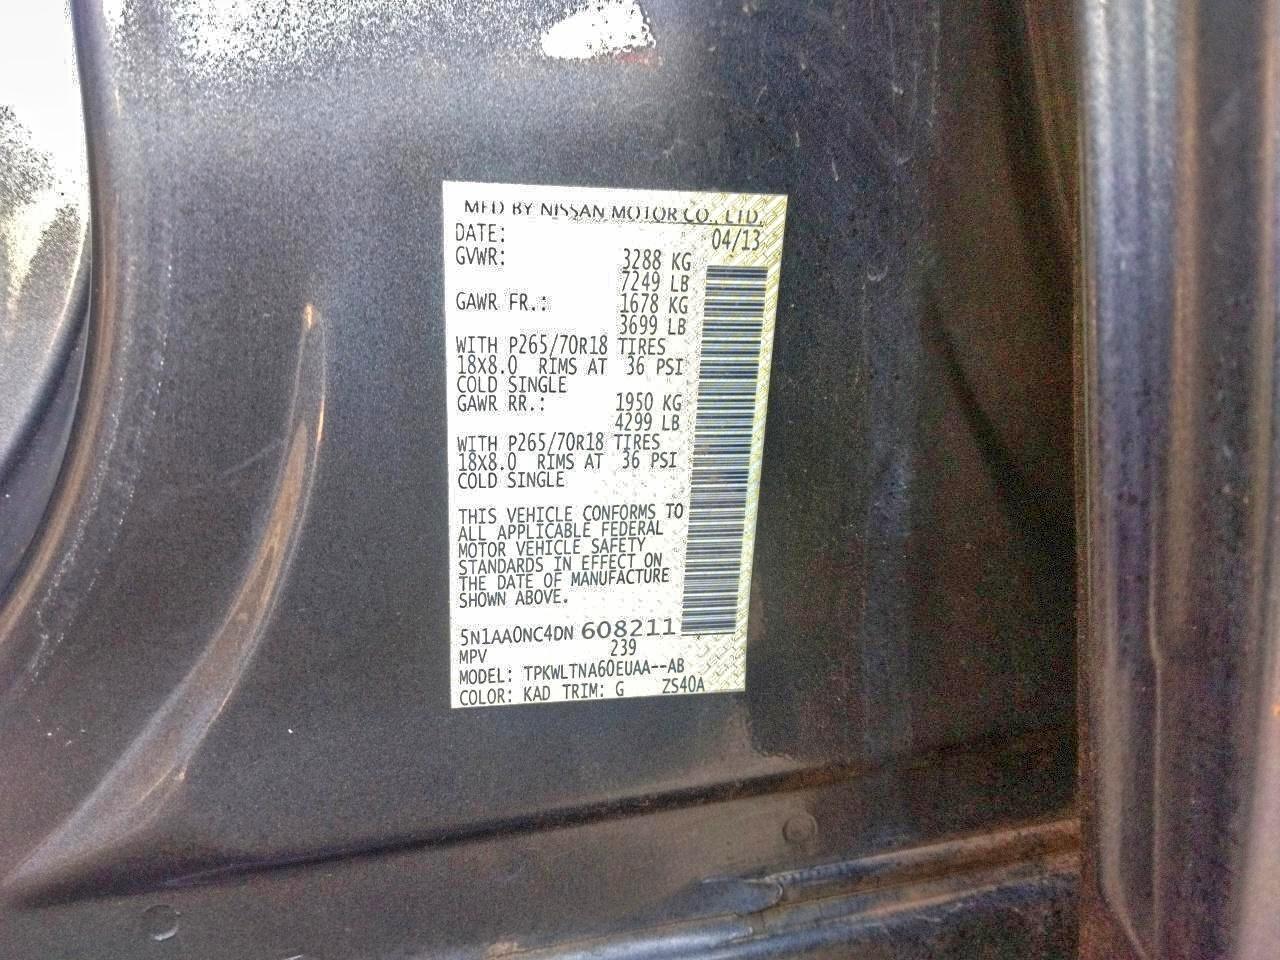 MFD BY NISSAN MOTOR CO., LTD.
DATE: 04/13
GVWR: 3288 KG
7249 LB
GAWR FR.: 1678 KG
3699 LB
WITH P265/70R18 TIRES
18X8.0 RIMS AT 36 PSI
COLD SINGLE
GAWR RR.: 1950 KG
4299 LB
WITH P265/70R18 TIRES
18X8.0 RIMS AT 36 PSI
COLD SINGLE
THIS VEHICLE CONFORMS TO
ALL APPLICABLE FEDERAL
MOTOR VEHICLE SAFETY
STANDARDS IN EFFECT ON
THE DATE OF MANUFACTURE
SHOWN ABOVE.
5N1AA0NC4DN 608211
MPV 239
MODEL: TPKWLTNA60EUAA--AB
COLOR: KAD TRIM: G ZS40A